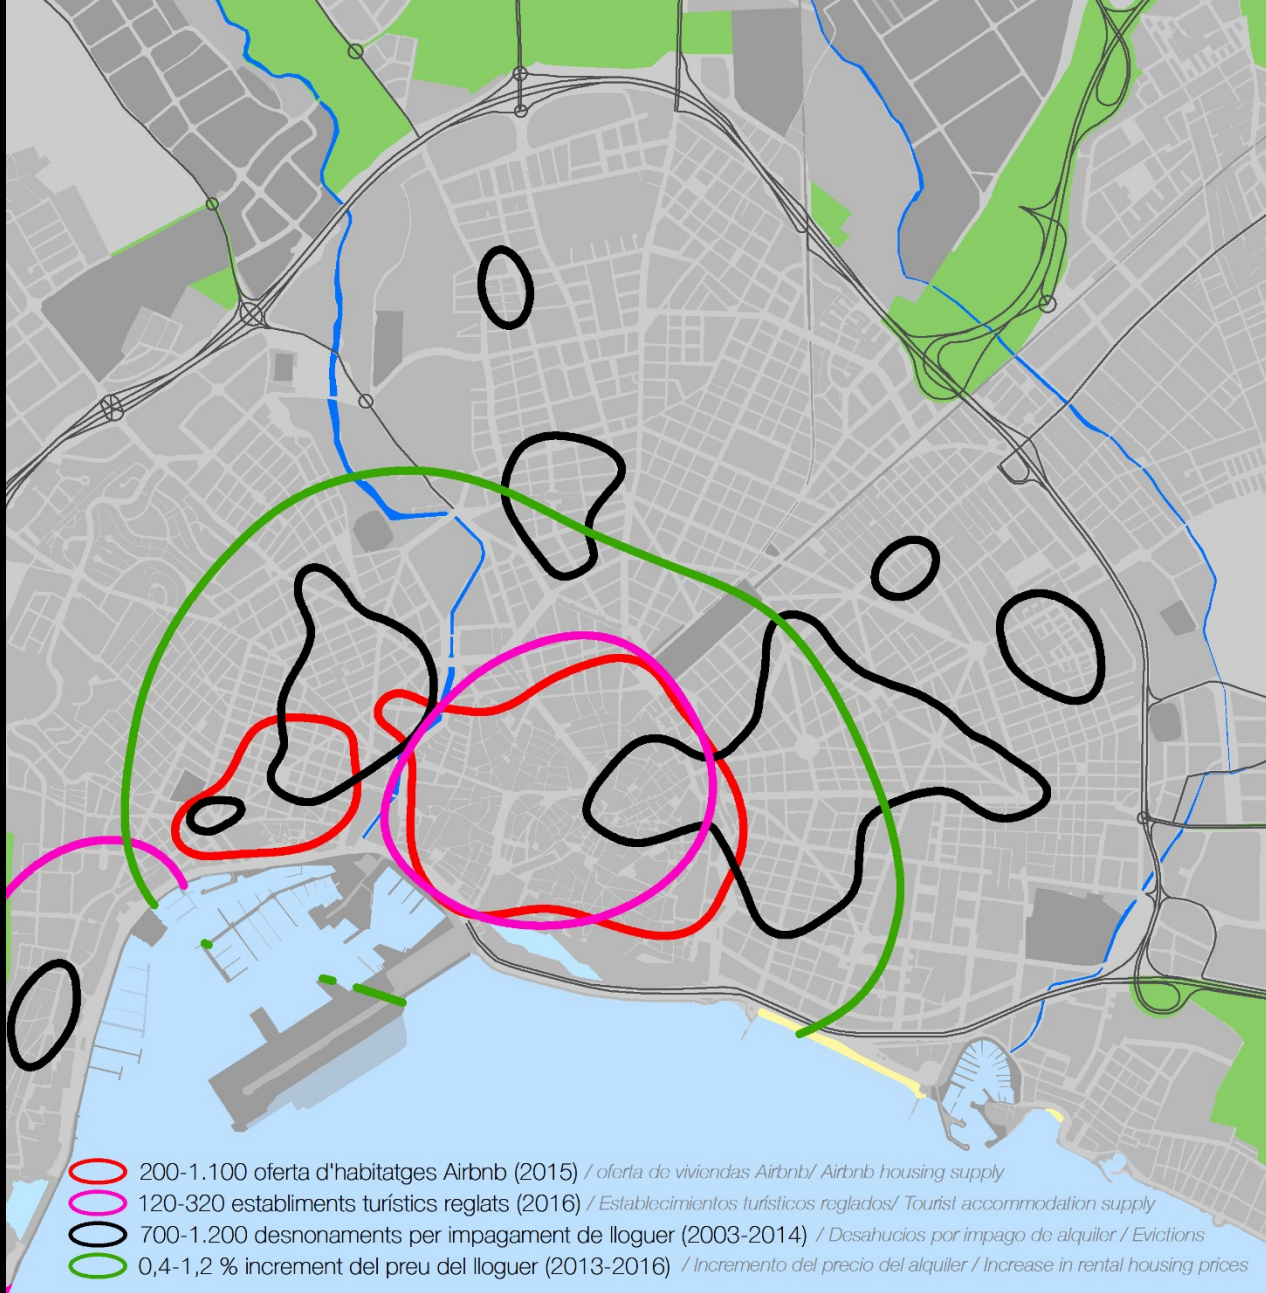 200-1.100 oferta d'habitatges Airbnb (2015) / oferta de viviendas Airbnb/ Airbnb housing supply
120-320 establiments turístics reglats (2016) / Establecimientos turísticos reglados/ Tourist accommodation supply
700-1.200 desnonaments per impagament de lloguer (2003-2014) / Desahucios por impago de alquiler / Evictions
0,4-1,2 % increment del preu del lloguer (2013-2016) / Incremento del precio del alquiler / Increase in rental housing prices